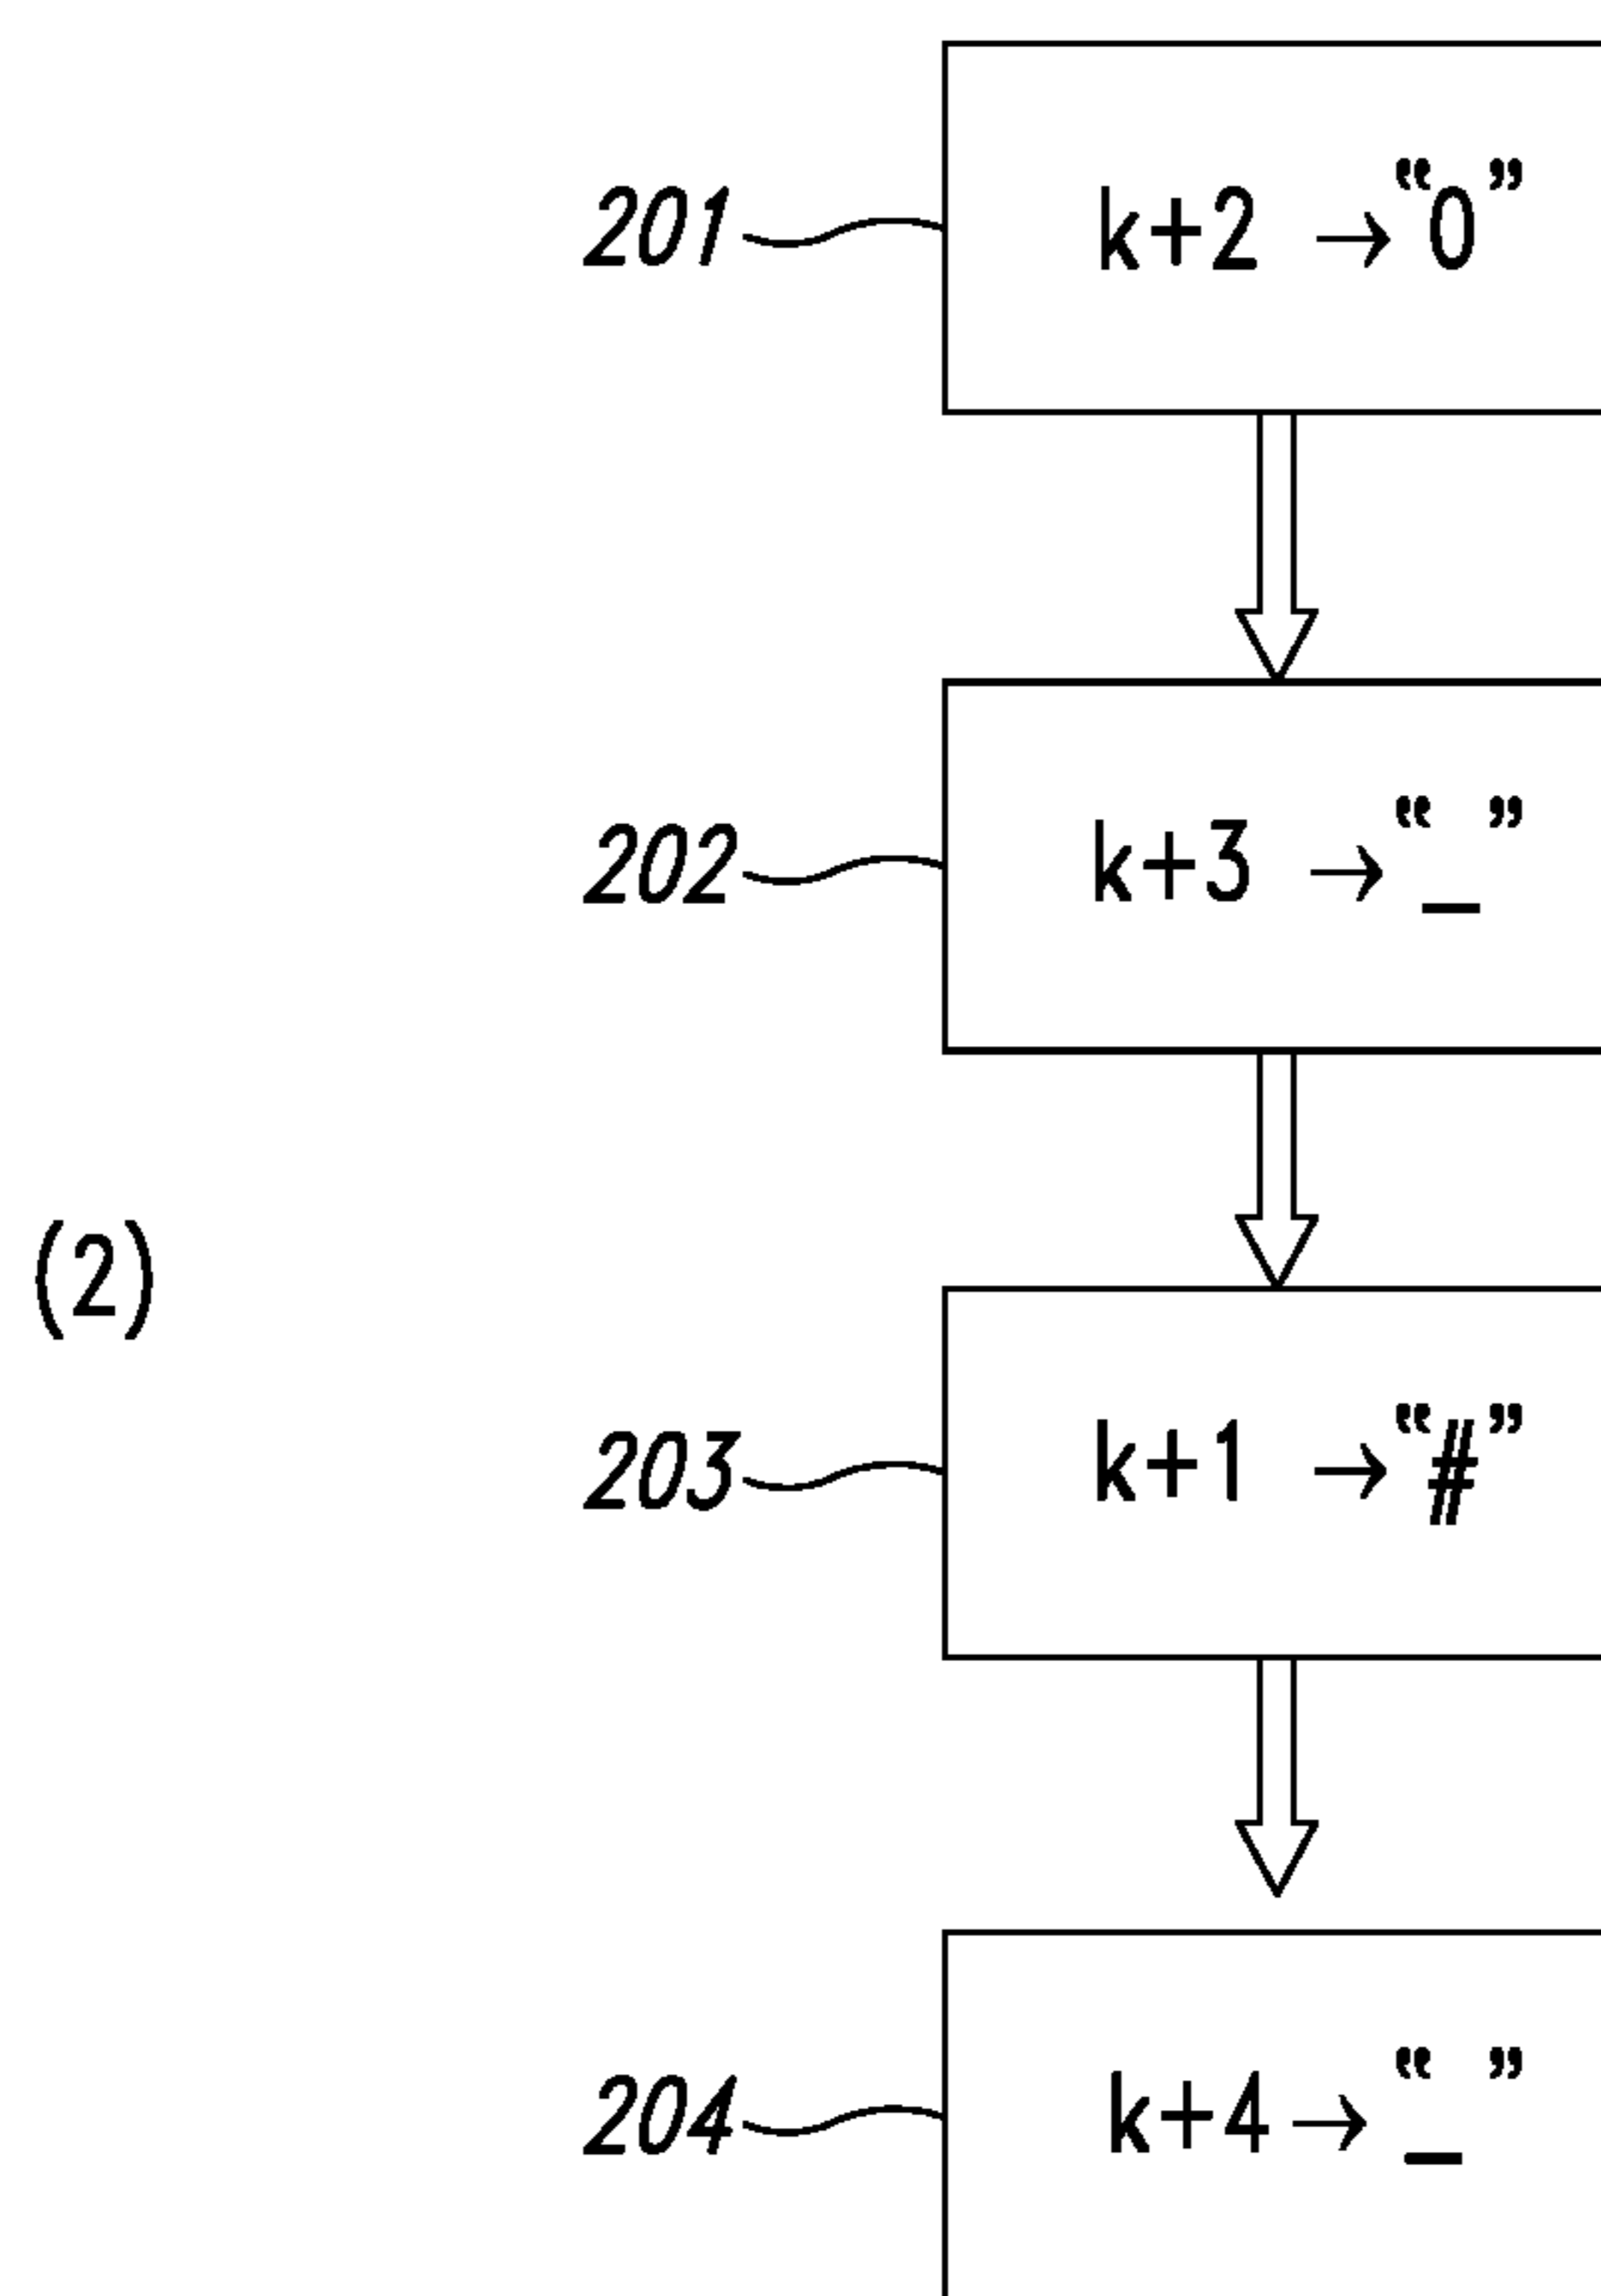 201 k+2 →“0”
202 k+3 →“_”
(2)
203 k+1 →“#”
204 k+4→“_”